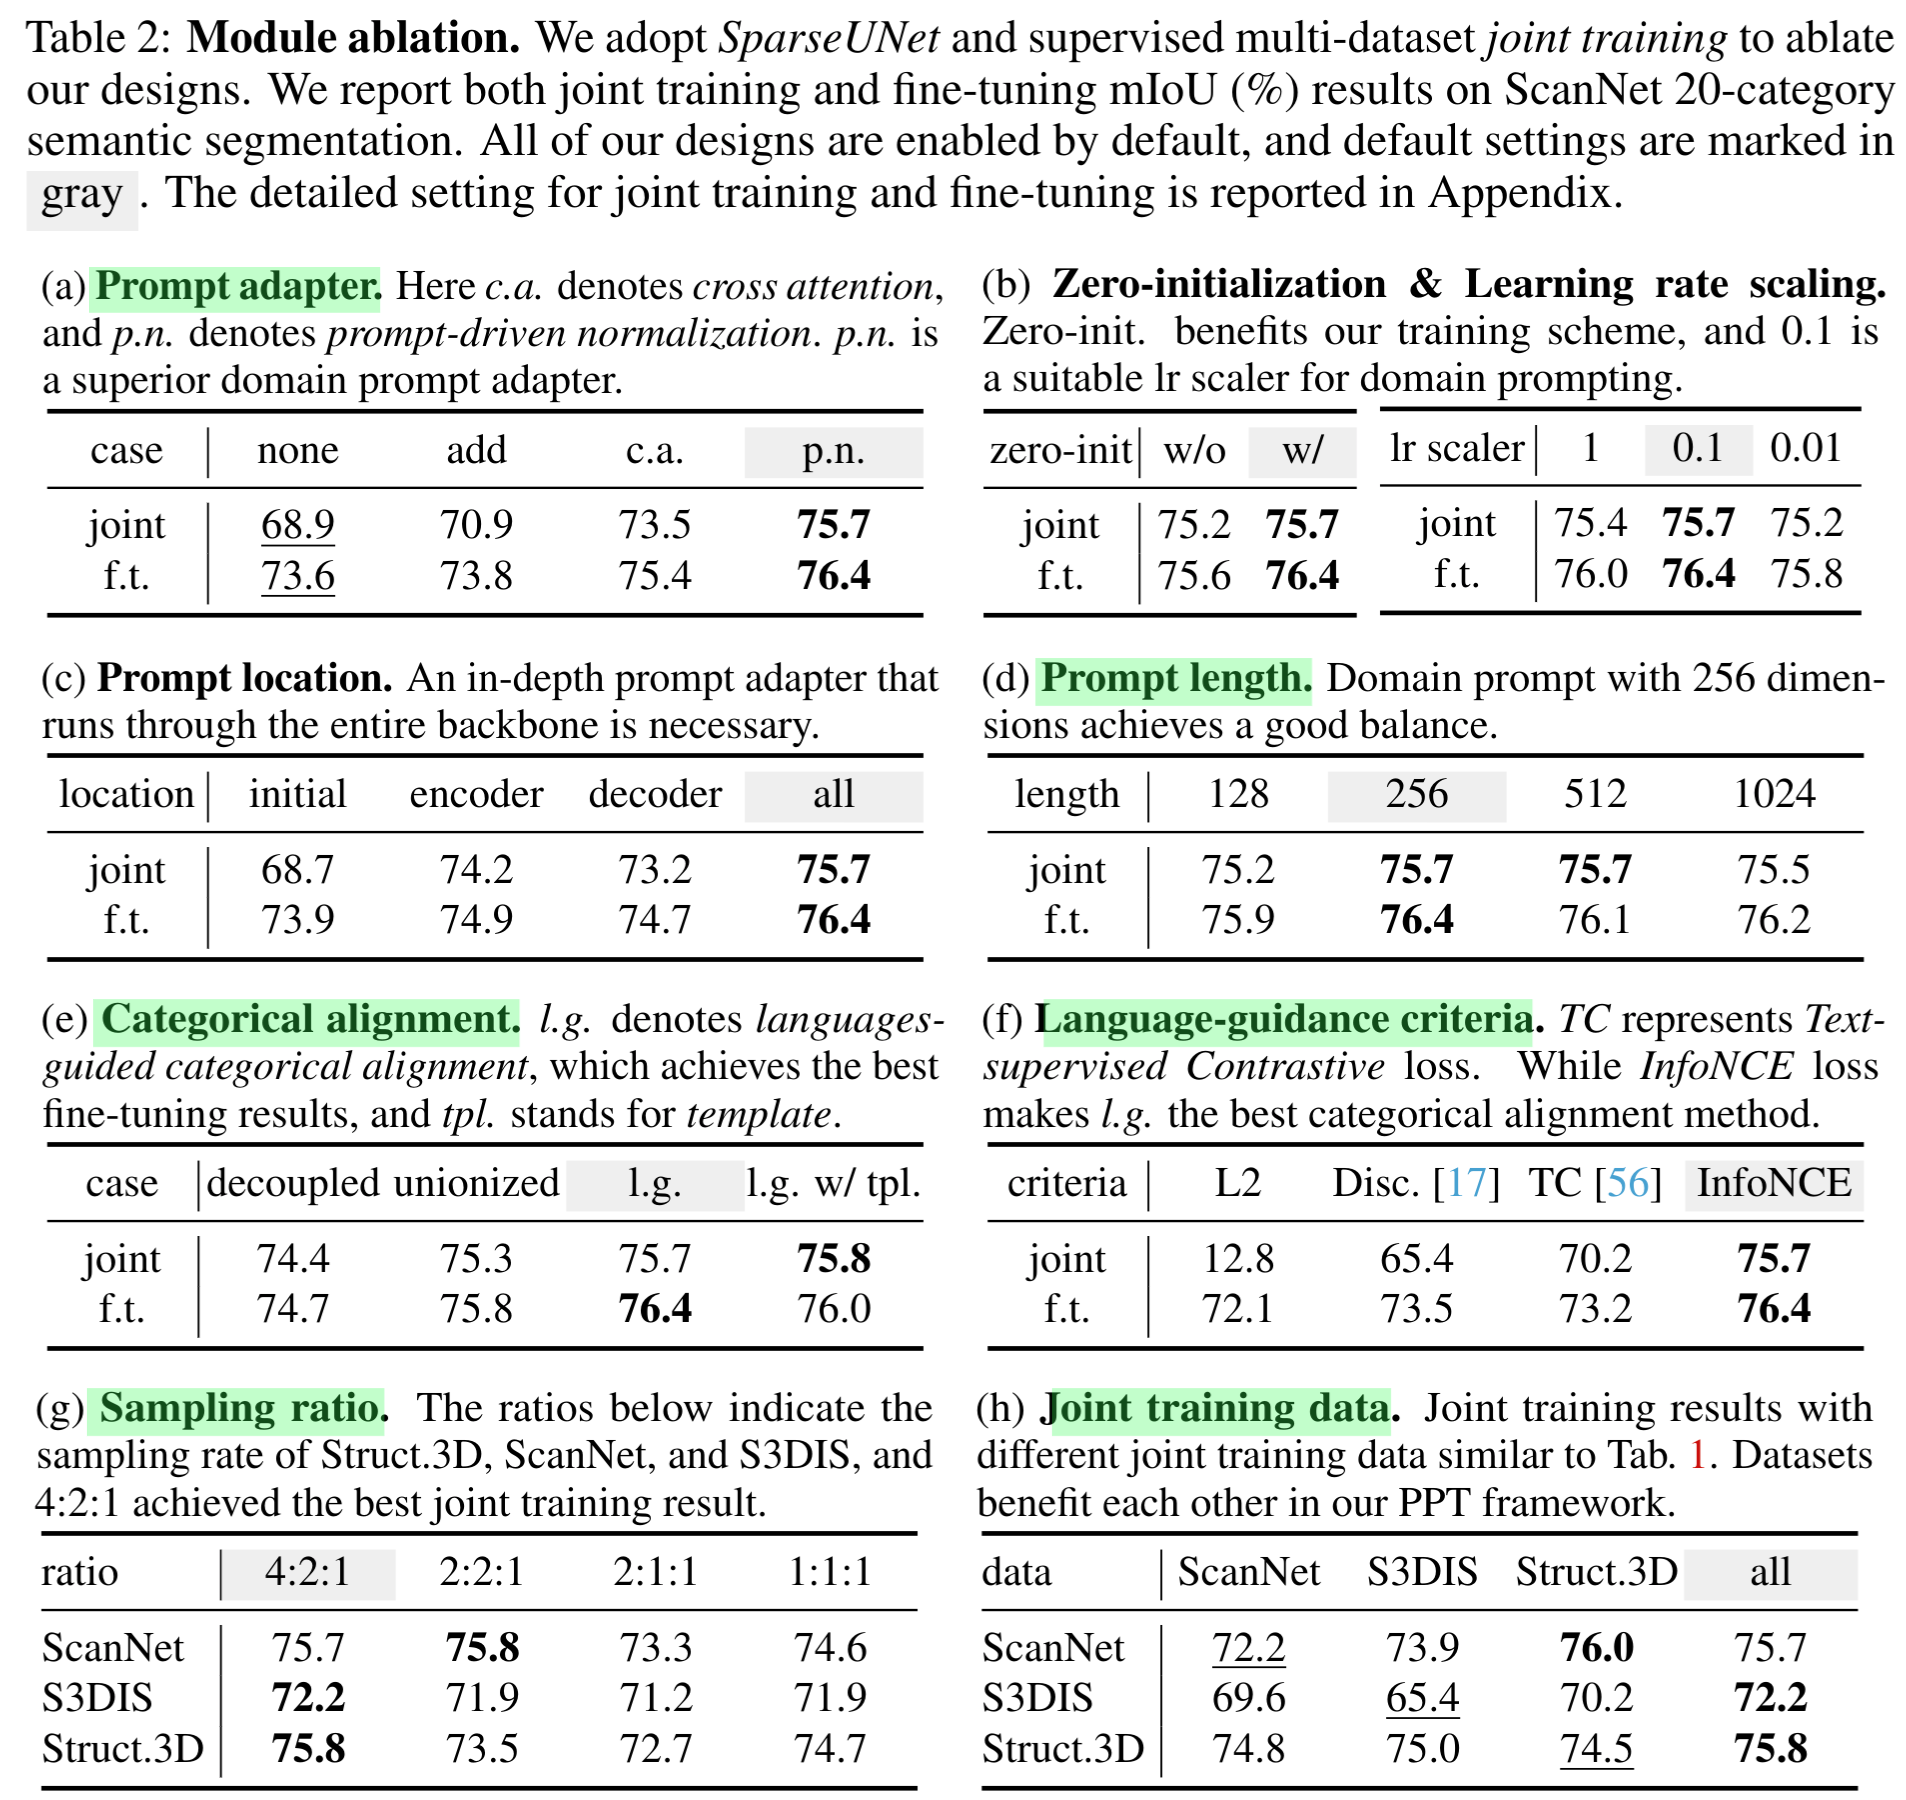 Table 2: Module ablation. We adopt SparseUNet and supervised multi-dataset joint training to ablate
our designs. We report both joint training and fine-tuning mIoU (%) results on ScanNet 20-category
semantic segmentation. All of our designs are enabled by default, and default settings are marked in
gray . The detailed setting for joint training and fine-tuning is reported in Appendix.
(a) Prompt adapter. Here c.a. denotes cross attention,
and p.n. denotes prompt-driven normalization. p.n. is
a superior domain prompt adapter.
case none add c.a. p.n.
joint 68.9 70.9 73.5 75.7
f.t. 73.6 73.8 75.4 76.4
(b) Zero-initialization & Learning rate scaling.
Zero-init. benefits our training scheme, and 0.1 is
a suitable lr scaler for domain prompting.
zero-init w/o w/
joint 75.2 75.7
f.t. 75.6 76.4
lr scaler 1 0.1 0.01
joint 75.4 75.7 75.2
f.t. 76.0 76.4 75.8
(c) Prompt location. An in-depth prompt adapter that
runs through the entire backbone is necessary.
location initial encoder decoder all
joint 68.7 74.2 73.2 75.7
f.t. 73.9 74.9 74.7 76.4
(d) Prompt length. Domain prompt with 256 dimen-
sions achieves a good balance.
length 128 256 512 1024
joint 75.2 75.7 75.7 75.5
f.t. 75.9 76.4 76.1 76.2
(e) Categorical alignment. l.g. denotes languages-
guided categorical alignment, which achieves the best
fine-tuning results, and tpl. stands for template.
case decoupled unionized l.g. l.g. w/ tpl.
joint 74.4 75.3 75.7 75.8
f.t. 74.7 75.8 76.4 76.0
(f) Language-guidance criteria. TC represents Text-
supervised Contrastive loss. While InfoNCE loss
makes l.g. the best categorical alignment method.
criteria L2 Disc. [17] TC [56] InfoNCE
joint 12.8 65.4 70.2 75.7
f.t. 72.1 73.5 73.2 76.4
(g) Sampling ratio. The ratios below indicate the
sampling rate of Struct.3D, ScanNet, and S3DIS, and
4:2:1 achieved the best joint training result.
ratio 4:2:1 2:2:1 2:1:1 1:1:1
ScanNet 75.7 75.8 73.3 74.6
S3DIS 72.2 71.9 71.2 71.9
Struct.3D 75.8 73.5 72.7 74.7
(h) Joint training data. Joint training results with
different joint training data similar to Tab. 1. Datasets
benefit each other in our PPT framework.
data ScanNet S3DIS Struct.3D all
ScanNet 72.2 73.9 76.0 75.7
S3DIS 69.6 65.4 70.2 72.2
Struct.3D 74.8 75.0 74.5 75.8